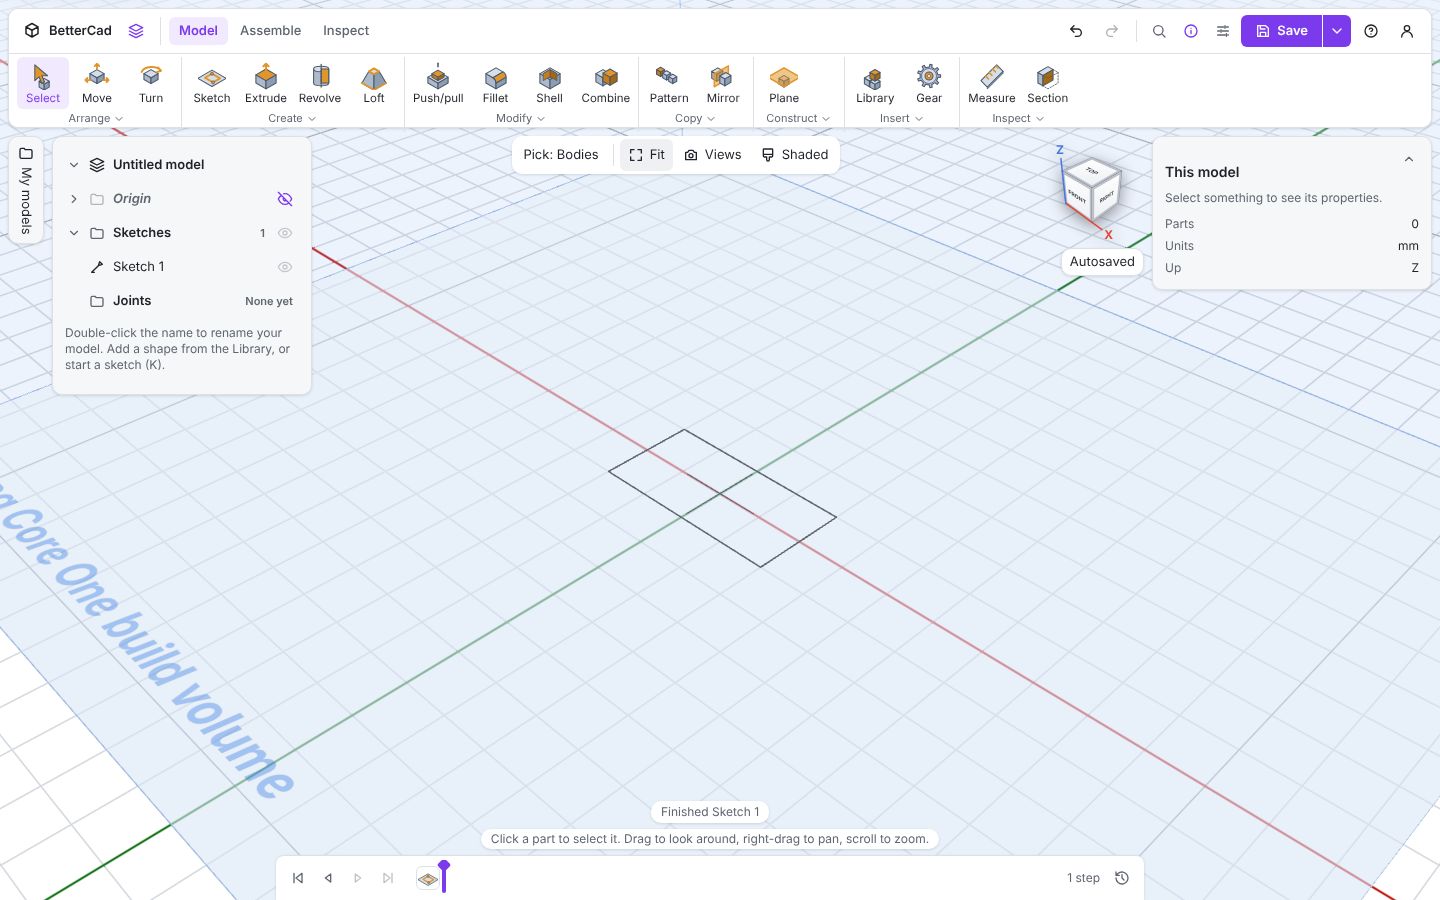 BetterCad
Model
Assemble
Inspect
Save
Select
Move
Turn
Sketch
Extrude
Revolve
Loft
Push/pull
Fillet
Shell
Combine
Pattern
Mirror
Plane
Library
Gear
Measure
Section
Arrange
Create
Modify
Copy
Construct
Insert
Inspect
My models
Untitled model
Origin
Sketches 1
Sketch 1
Joints None yet
Double-click the name to rename your
model. Add a shape from the Library, or
start a sketch (K).
Pick: Bodies
Fit
Views
Shaded
Z
TOP
FRONT
RIGHT
X
Autosaved
This model
Select something to see its properties.
Parts 0
Units mm
Up Z
Core One build volume
Finished Sketch 1
Click a part to select it. Drag to look around, right-drag to pan, scroll to zoom.
1 step